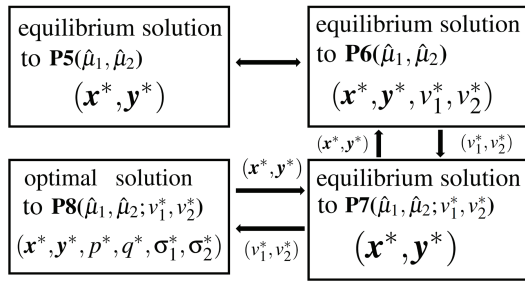 equilibrium solution
to P5(μ̂₁, μ̂₂)
(x*, y*)
equilibrium solution
to P6(μ̂₁, μ̂₂)
(x*, y*, v₁*, v₂*)
(x*, y*)
(v₁*, v₂*)
optimal solution
to P8(μ̂₁, μ̂₂; v₁*, v₂*)
(x*, y*, p*, q*, σ₁*, σ₂*)
(x*, y*)
(v₁*, v₂*)
equilibrium solution
to P7(μ̂₁, μ̂₂; v₁*, v₂*)
(x*, y*)